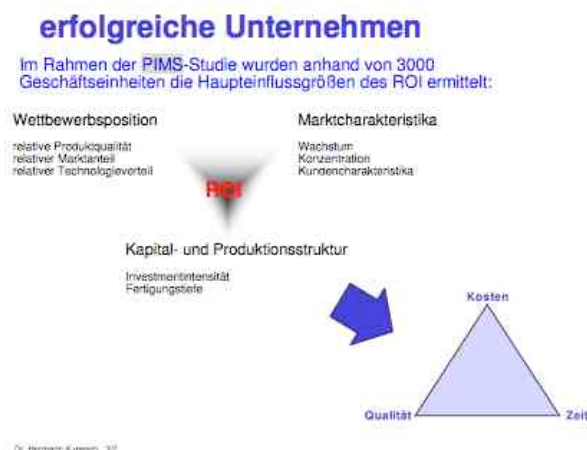 erfolgreiche Unternehmen
Im Rahmen der PIMS-Studie wurden anhand von 3000
Geschäftseinheiten die Haupteinflussgrößen des ROI ermittelt:
Wettbewerbsposition
relative Produktqualität
relativer Marktanteil
relativer Technologievorteil
Marktcharakteristika
Wachstum
Konzentration
Kundencharakteristika
ROI
Kapital- und Produktionsstruktur
Investmentintensität
Fertigungstiefe
Kosten
Qualität
Zeit